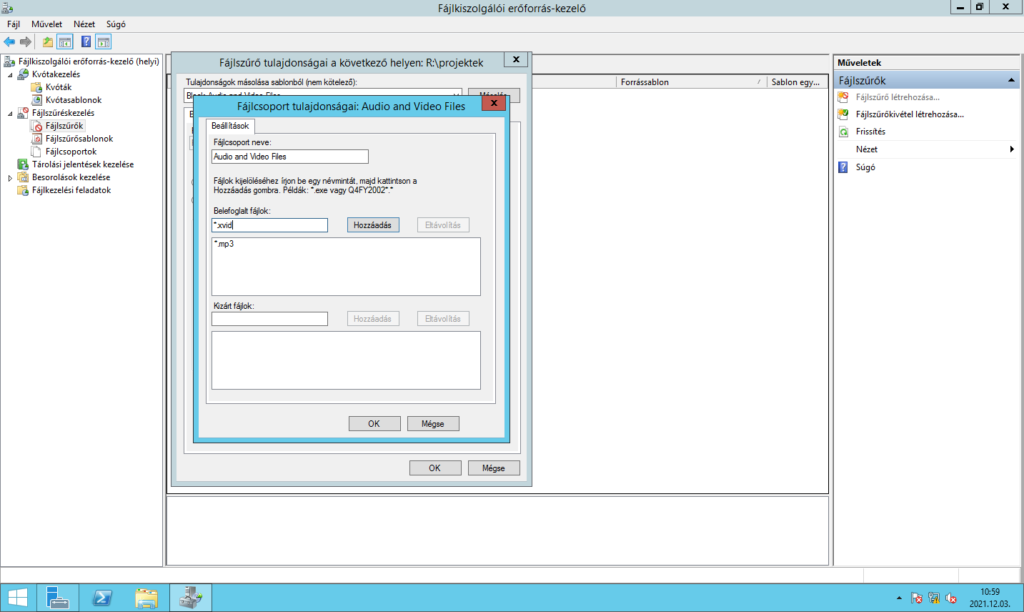 Fájlkiszolgálói erőforrás-kezelő
Fájl Művelet Nézet Súgó
Fájlkiszolgálói erőforrás-kezelő (helyi)
Kvótakezelés
Kvóták
Kvótasablonok
Fájlszűréskezelés
Fájlszűrők
Fájlszűrősablonok
Fájlcsoportok
Tárolási jelentések kezelése
Besorolások kezelése
Fájlkezelési feladatok
Forrássablon
Sablon egy...
Fájlszűrő tulajdonságai a következő helyen: R:\projektek
Tulajdonságok másolása sablonból (nem kötelező):
Fájlcsoport tulajdonságai: Audio and Video Files
Beállítások
Fájlcsoport neve:
Audio and Video Files
Fájlok kijelöléséhez írjon be egy névmintát, majd kattintson a
Hozzáadás gombra. Példák: *.exe vagy Q4FY2002*.*
Belefoglalt fájlok:
*.xvid
Hozzáadás
Eltávolítás
*.mp3
Kizárt fájlok:
Hozzáadás
Eltávolítás
OK
Mégse
OK
Mégse
Műveletek
Fájlszűrők
Fájlszűrő létrehozása...
Fájlszűrőkivétel létrehozása...
Frissítés
Nézet
Súgó
10:59
2021.12.03.